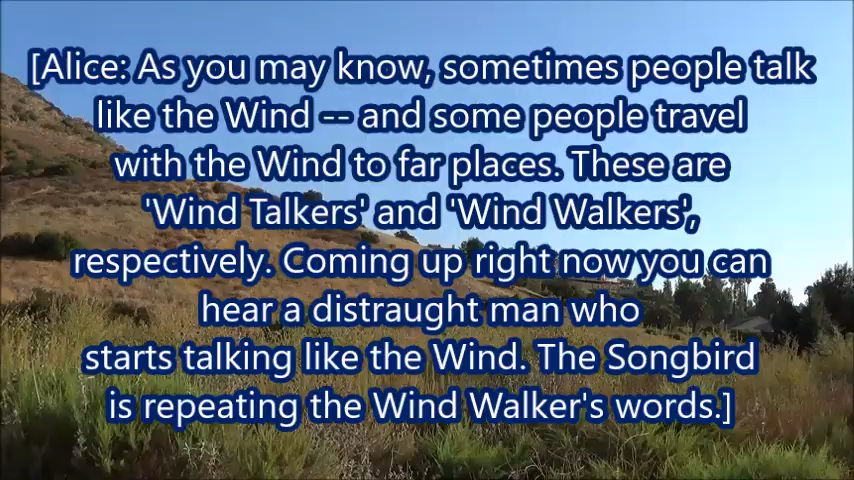 [Alice: As you may know, sometimes people talk
like the Wind -- and some people travel
with the Wind to far places. These are
'Wind Talkers' and 'Wind Walkers',
respectively. Coming up right now you can
hear a distraught man who
starts talking like the Wind. The Songbird
is repeating the Wind Walker's words.]